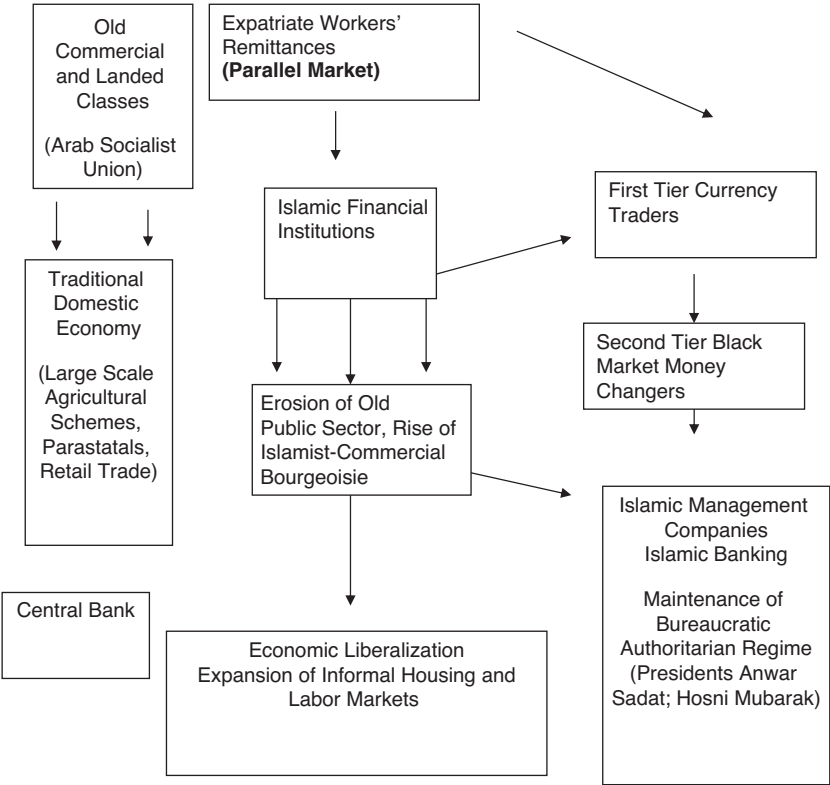 Old
Commercial
and Landed
Classes
(Arab Socialist
Union)
Expatriate Workers’
Remittances
(Parallel Market)
Islamic Financial
Institutions
First Tier Currency
Traders
Traditional
Domestic
Economy
(Large Scale
Agricultural
Schemes,
Parastatals,
Retail Trade)
Second Tier Black
Market Money
Changers
Erosion of Old
Public Sector, Rise of
Islamist-Commercial
Bourgeoisie
Islamic Management
Companies
Islamic Banking
Maintenance of
Bureaucratic
Authoritarian Regime
(Presidents Anwar
Sadat; Hosni Mubarak)
Central Bank
Economic Liberalization
Expansion of Informal Housing and
Labor Markets